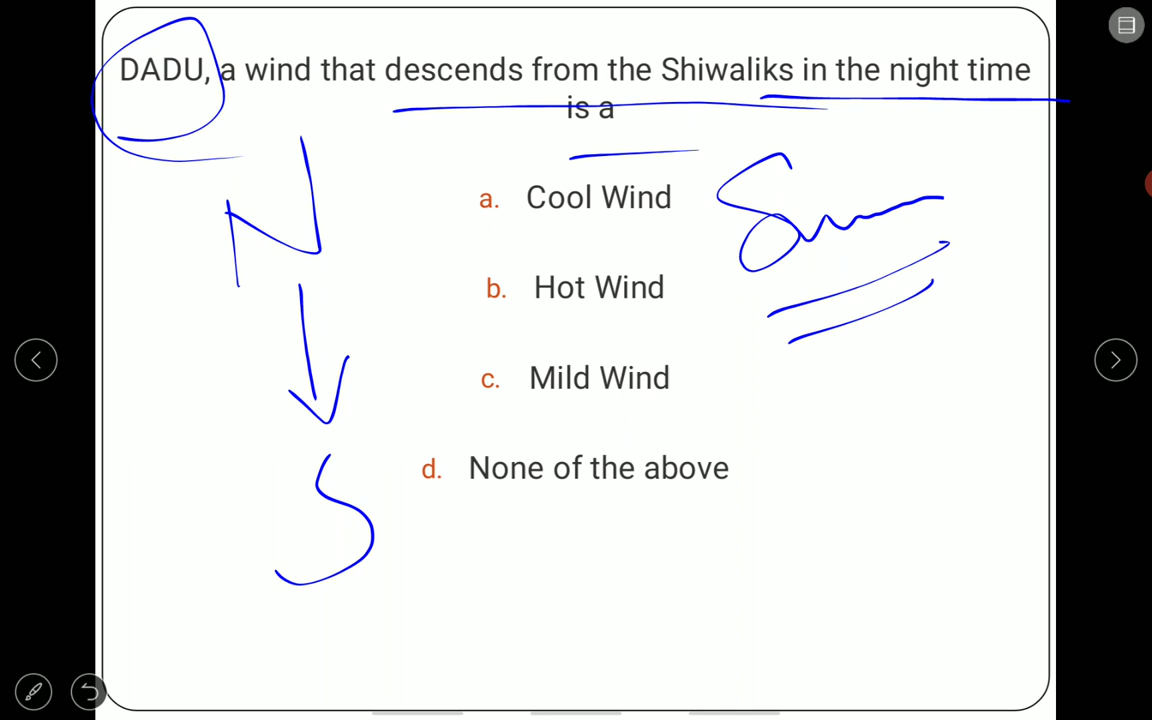 DADU, a wind that descends from the Shiwaliks in the night time
is a
N
a. Cool Wind
b. Hot Wind
c. Mild Wind
d. None of the above
S